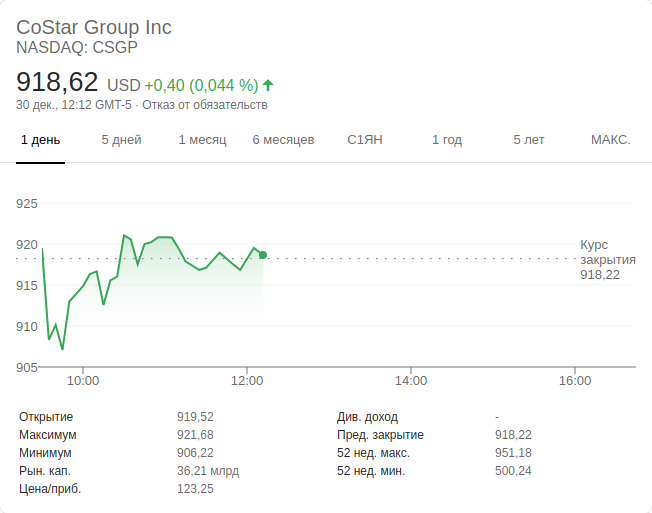 CoStar Group Inc
NASDAQ: CSGP
918,62 USD +0,40 (0,044 %)
30 дек., 12:12 GMT-5 · Отказ от обязательств
1 день 5 дней 1 месяц 6 месяцев С1ЯН 1 год 5 лет МАКС.
925
920
915
910
905
Курс
закрытия
918,22
10:00 12:00 14:00 16:00
Открытие 919,52 Див. доход -
Максимум 921,68 Пред. закрытие 918,22
Минимум 906,22 52 нед. макс. 951,18
Рын. кап. 36,21 млрд 52 нед. мин. 500,24
Цена/приб. 123,25